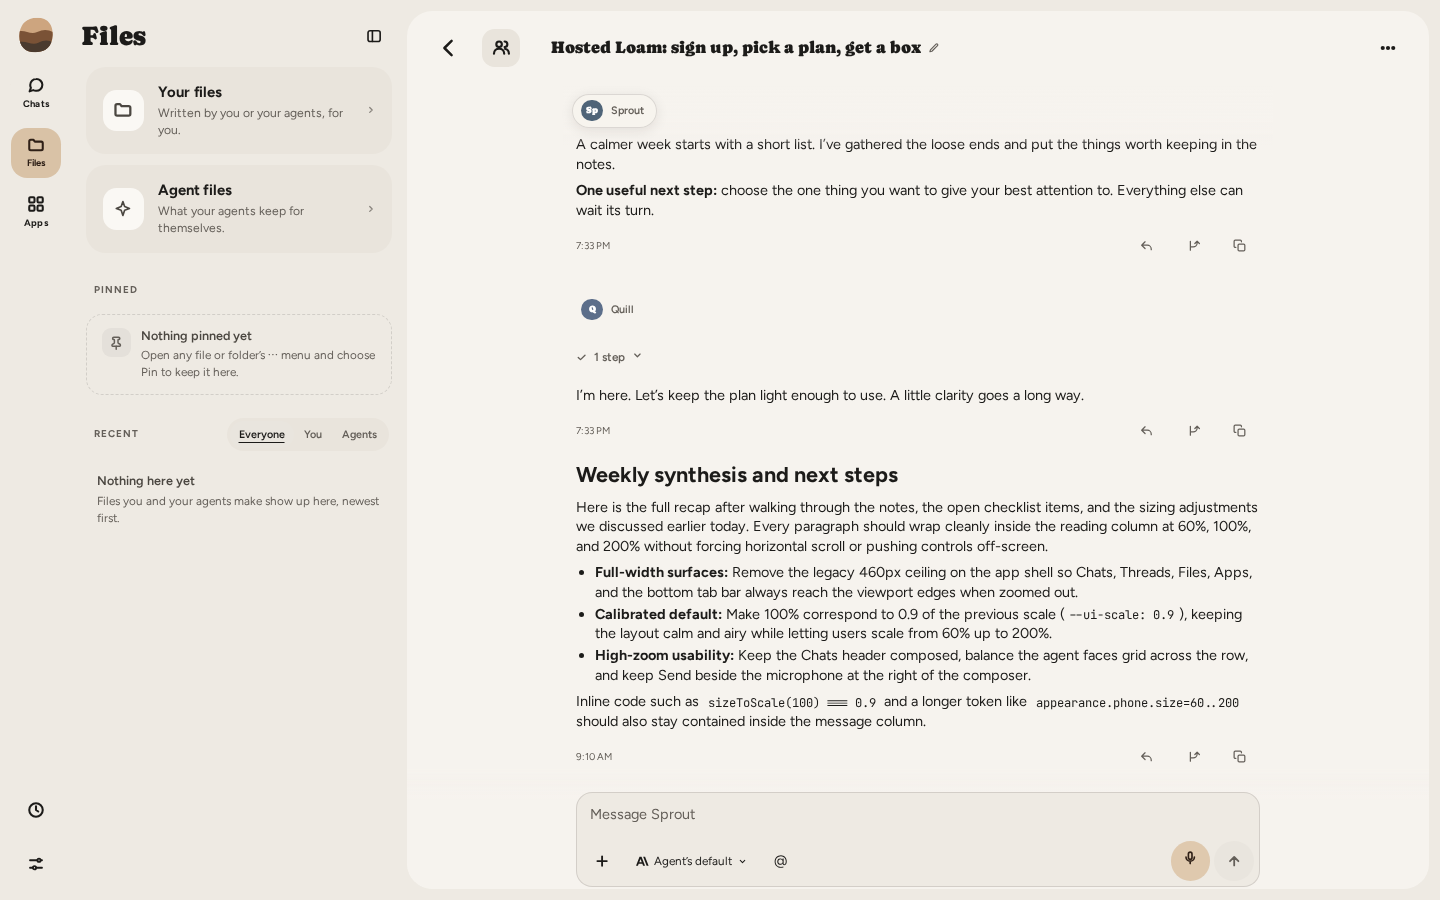 Files
Chats
Files
Apps
Your files
Written by you or your agents, for
you.
Agent files
What your agents keep for
themselves.
PINNED
Nothing pinned yet
Open any file or folder's ··· menu and choose
Pin to keep it here.
RECENT
Everyone You Agents
Nothing here yet
Files you and your agents make show up here, newest
first.
Hosted Loam: sign up, pick a plan, get a box
Sp Sprout
A calmer week starts with a short list. I’ve gathered the loose ends and put the things worth keeping in the
notes.
One useful next step: choose the one thing you want to give your best attention to. Everything else can
wait its turn.
7:33 PM
Q Quill
1 step
I’m here. Let’s keep the plan light enough to use. A little clarity goes a long way.
7:33 PM
Weekly synthesis and next steps
Here is the full recap after walking through the notes, the open checklist items, and the sizing adjustments
we discussed earlier today. Every paragraph should wrap cleanly inside the reading column at 60%, 100%,
and 200% without forcing horizontal scroll or pushing controls off-screen.
• Full-width surfaces: Remove the legacy 460px ceiling on the app shell so Chats, Threads, Files, Apps,
and the bottom tab bar always reach the viewport edges when zoomed out.
• Calibrated default: Make 100% correspond to 0.9 of the previous scale ( --ui-scale: 0.9 ), keeping
the layout calm and airy while letting users scale from 60% up to 200%.
• High-zoom usability: Keep the Chats header composed, balance the agent faces grid across the row,
and keep Send beside the microphone at the right of the composer.
Inline code such as sizeToScale(100) === 0.9 and a longer token like appearance.phone.size=60..200
should also stay contained inside the message column.
9:10 AM
Message Sprout
Agent’s default @